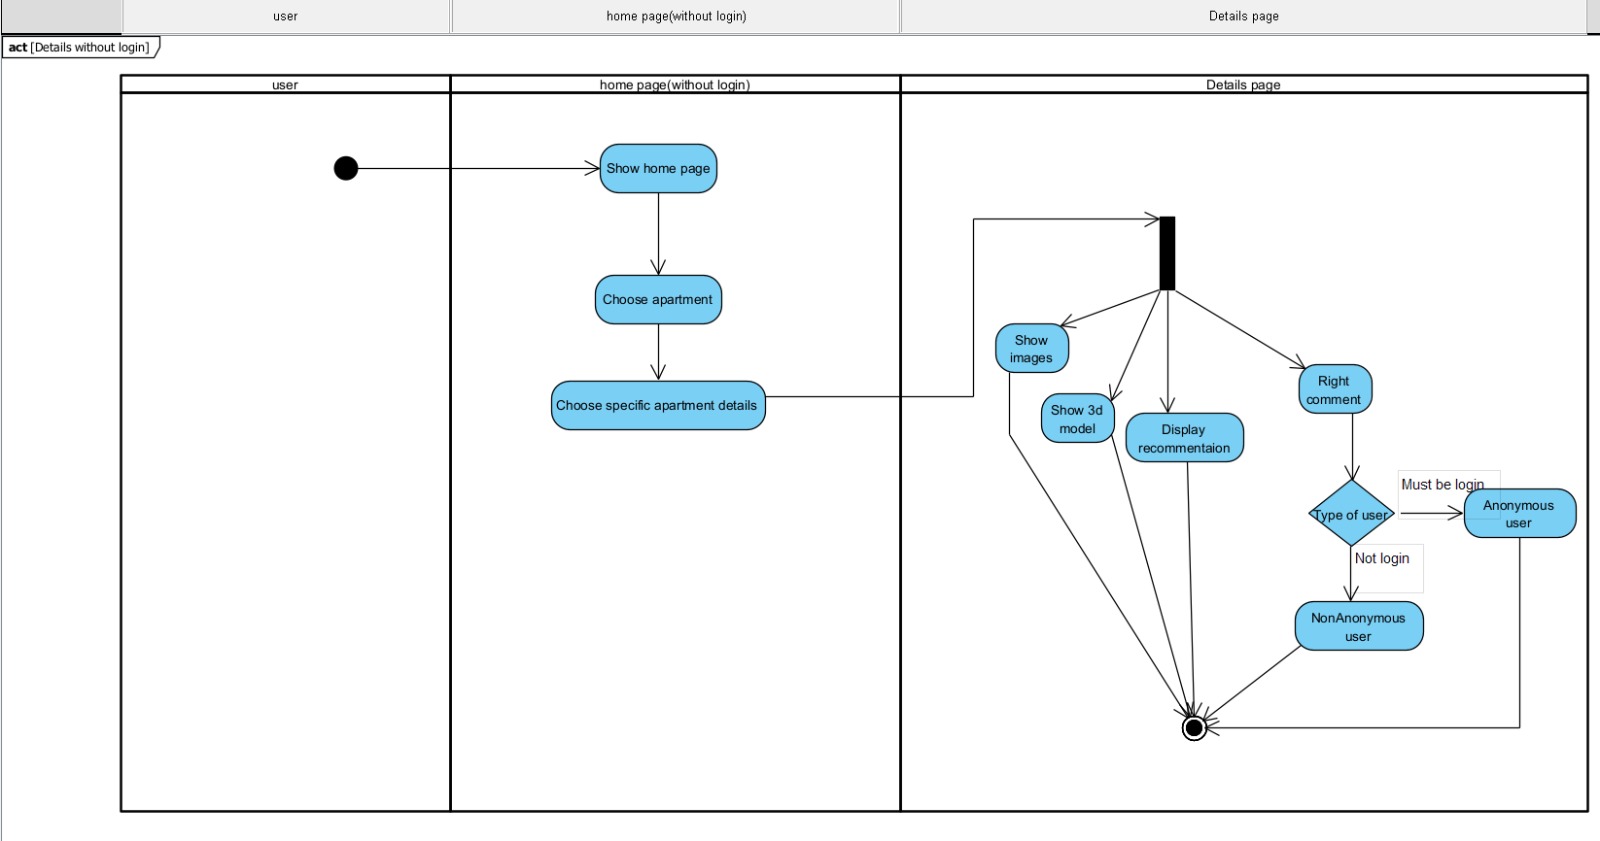 user
home page(without login)
Details page
act [Details without login]
user
home page(without login)
Details page
Show home page
Choose apartment
Choose specific apartment details
Show
images
Show 3d
model
Display
recommentaion
Right
comment
Type of user
Must be login
Anonymous
user
Not login
NonAnonymous
user